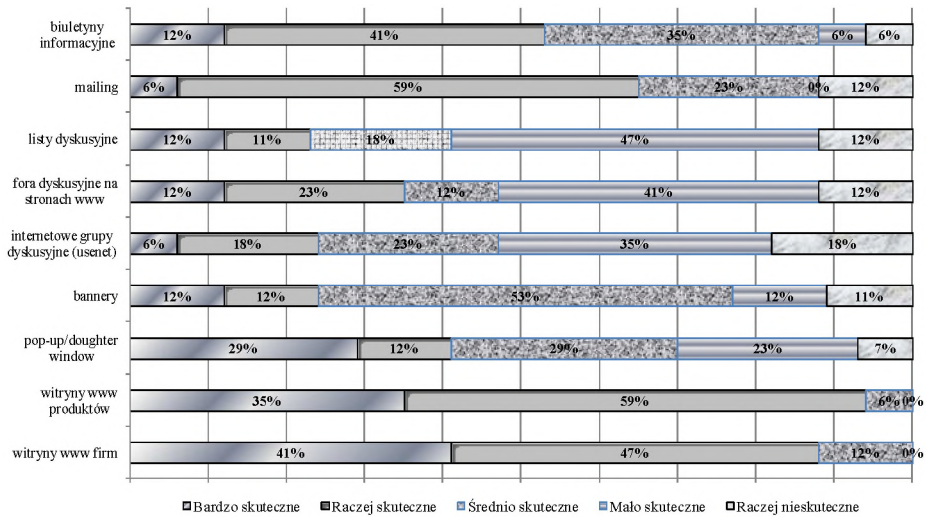 biuletyny
informacyjne
12% 41% 35% 6% 6%
mailing
6% 59% 23% 0% 12%
listy dyskusyjne
12% 11% 18% 47% 12%
fora dyskusyjne na
stronach www
12% 23% 12% 41% 12%
internetowe grupy
dyskusyjne (usenet)
6% 18% 23% 35% 18%
bannery
12% 12% 53% 12% 11%
pop-up/doughter
window
29% 12% 29% 23% 7%
witryny www
produktów
35% 59% 6% 0%
witryny www firm
41% 47% 12% 0%
Bardzo skuteczne Raczej skuteczne Średnio skuteczne Mało skuteczne Raczej nieskuteczne